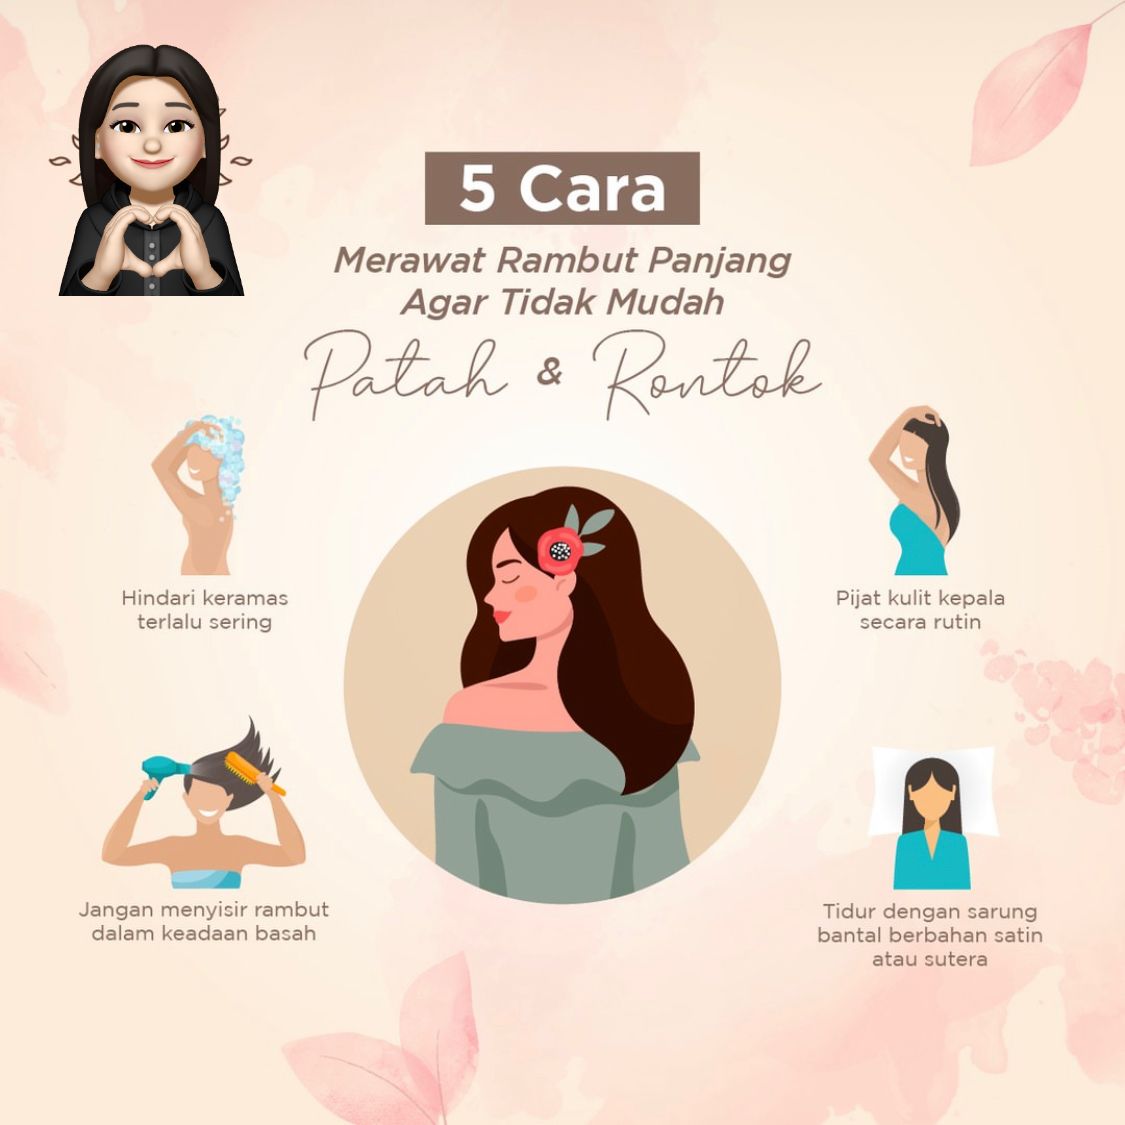 5 Cara
Merawat Rambut Panjang
Agar Tidak Mudah
Patah & Rontok
Hindari keramas
terlalu sering
Pijat kulit kepala
secara rutin
Jangan menyisir rambut
dalam keadaan basah
Tidur dengan sarung
bantal berbahan satin
atau sutera